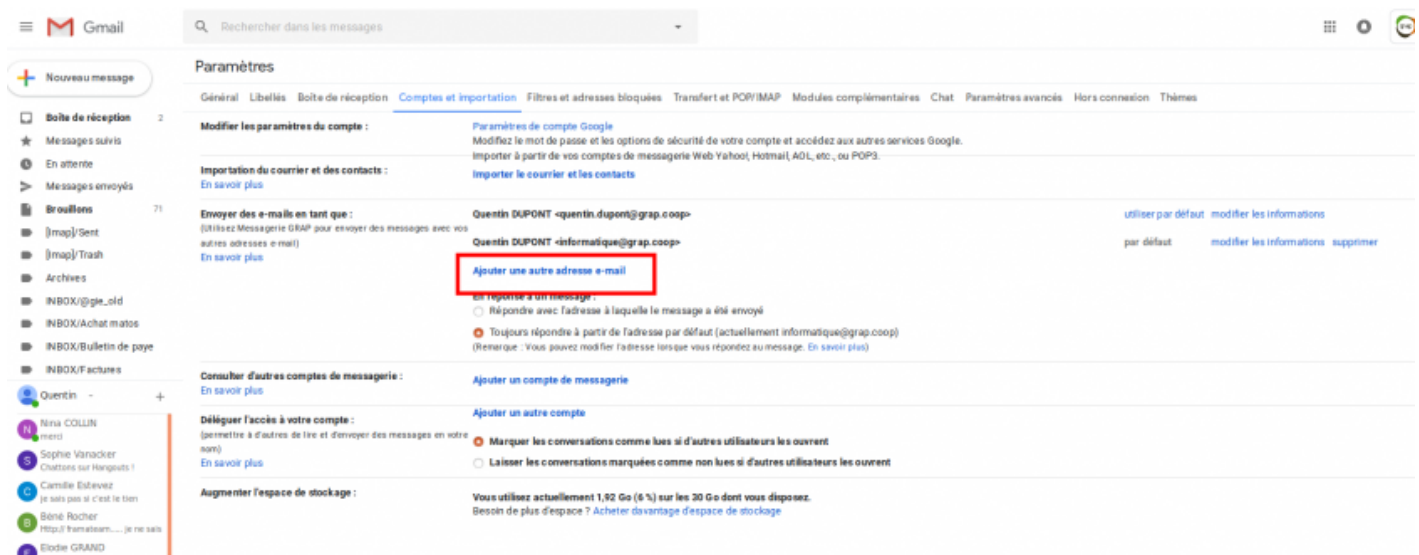 Gmail
Rechercher dans les messages
Nouveau message
Boîte de réception 2
Messages suivis
En attente
Messages envoyés
Brouillons 71
[Imap]/Sent
[Imap]/Trash
Archives
INBOX/@gie_old
INBOX/Achat matos
INBOX/Bulletin de paye
INBOX/Factures
Quentin - +
Nina COLLIN
merci
Sophie Vanacker
Chattons sur Hangouts !
Camille Estevez
je sais pas si c'est le tien
Béné Rocher
Http:// framateam..... je ne sais
Elodie GRAND
Paramètres
Général Libellés Boîte de réception Comptes et importation Filtres et adresses bloquées Transfert et POP/IMAP Modules complémentaires Chat Paramètres avancés Hors connexion Thèmes
Modifier les paramètres du compte :
Paramètres de compte Google
Modifiez le mot de passe et les options de sécurité de votre compte et accédez aux autres services Google.
Importation du courrier et des contacts :
En savoir plus
Importer à partir de vos comptes de messagerie Web Yahoo!, Hotmail, AOL, etc., ou POP3.
Importer le courrier et les contacts
Envoyer des e-mails en tant que :
(Utilisez Messagerie GRAP pour envoyer des messages avec vos
autres adresses e-mail)
En savoir plus
Quentin DUPONT <quentin.dupont@grap.coop> utiliser par défaut modifier les informations
Quentin DUPONT <informatique@grap.coop> par défaut modifier les informations supprimer
Ajouter une autre adresse e-mail
En réponse à un message :
Répondre avec l'adresse à laquelle le message a été envoyé
Toujours répondre à partir de l'adresse par défaut (actuellement informatique@grap.coop)
(Remarque : Vous pouvez modifier l'adresse lorsque vous répondez au message. En savoir plus)
Consulter d'autres comptes de messagerie :
En savoir plus
Ajouter un compte de messagerie
Déléguer l'accès à votre compte :
(permettre à d'autres de lire et d'envoyer des messages en votre
nom)
En savoir plus
Ajouter un autre compte
Marquer les conversations comme lues si d'autres utilisateurs les ouvrent
Laisser les conversations marquées comme non lues si d'autres utilisateurs les ouvrent
Augmenter l'espace de stockage :
Vous utilisez actuellement 1,92 Go (6 %) sur les 30 Go dont vous disposez.
Besoin de plus d'espace ? Acheter davantage d'espace de stockage